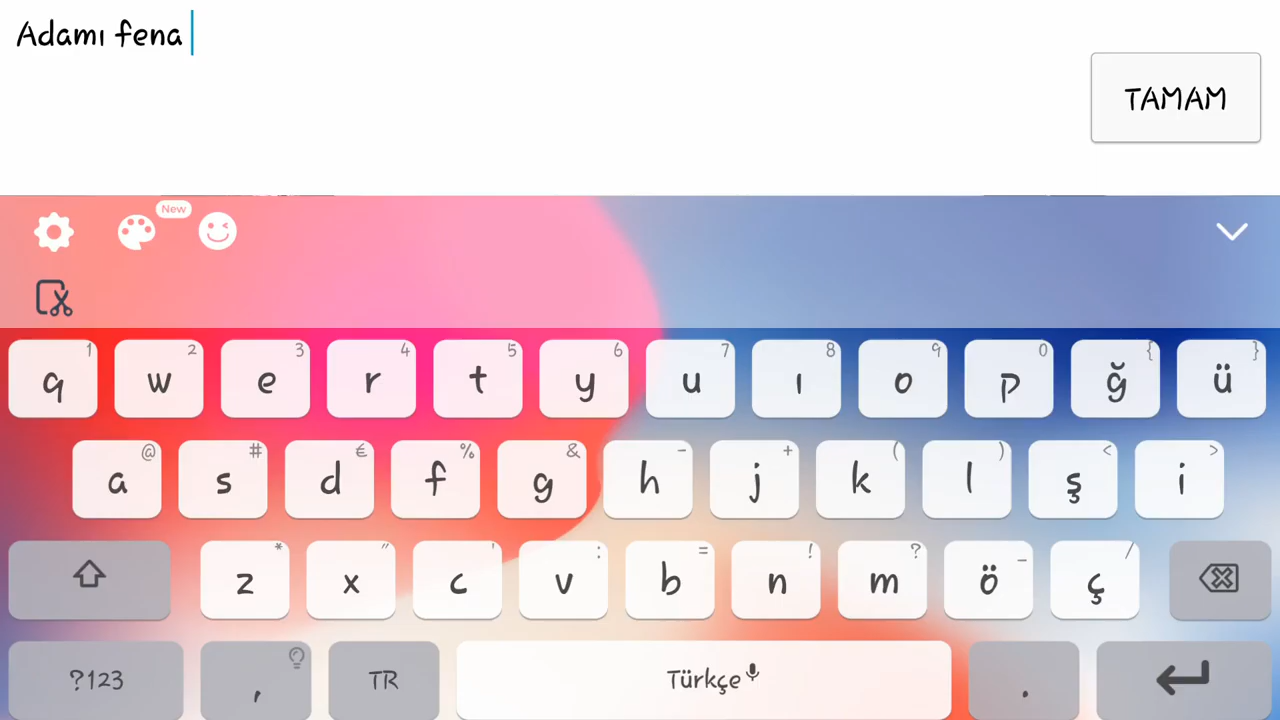 Adamı fena
TAMAM
New
1 2 3 4 5 6 7 8 9 0 { }
q w e r t y u ı o p ğ ü
@ # € % & - + ( ) < >
a s d f g h j k l ş i
* " ' : = ! ? _ /
z x c v b n m ö ç
?123 , TR Türkçe .